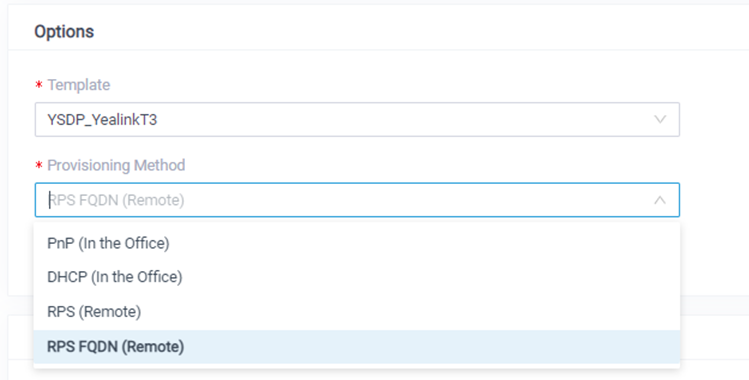 Options
* Template
YSDP_YealinkT3
* Provisioning Method
RPS FQDN (Remote)
PnP (In the Office)
DHCP (In the Office)
RPS (Remote)
RPS FQDN (Remote)